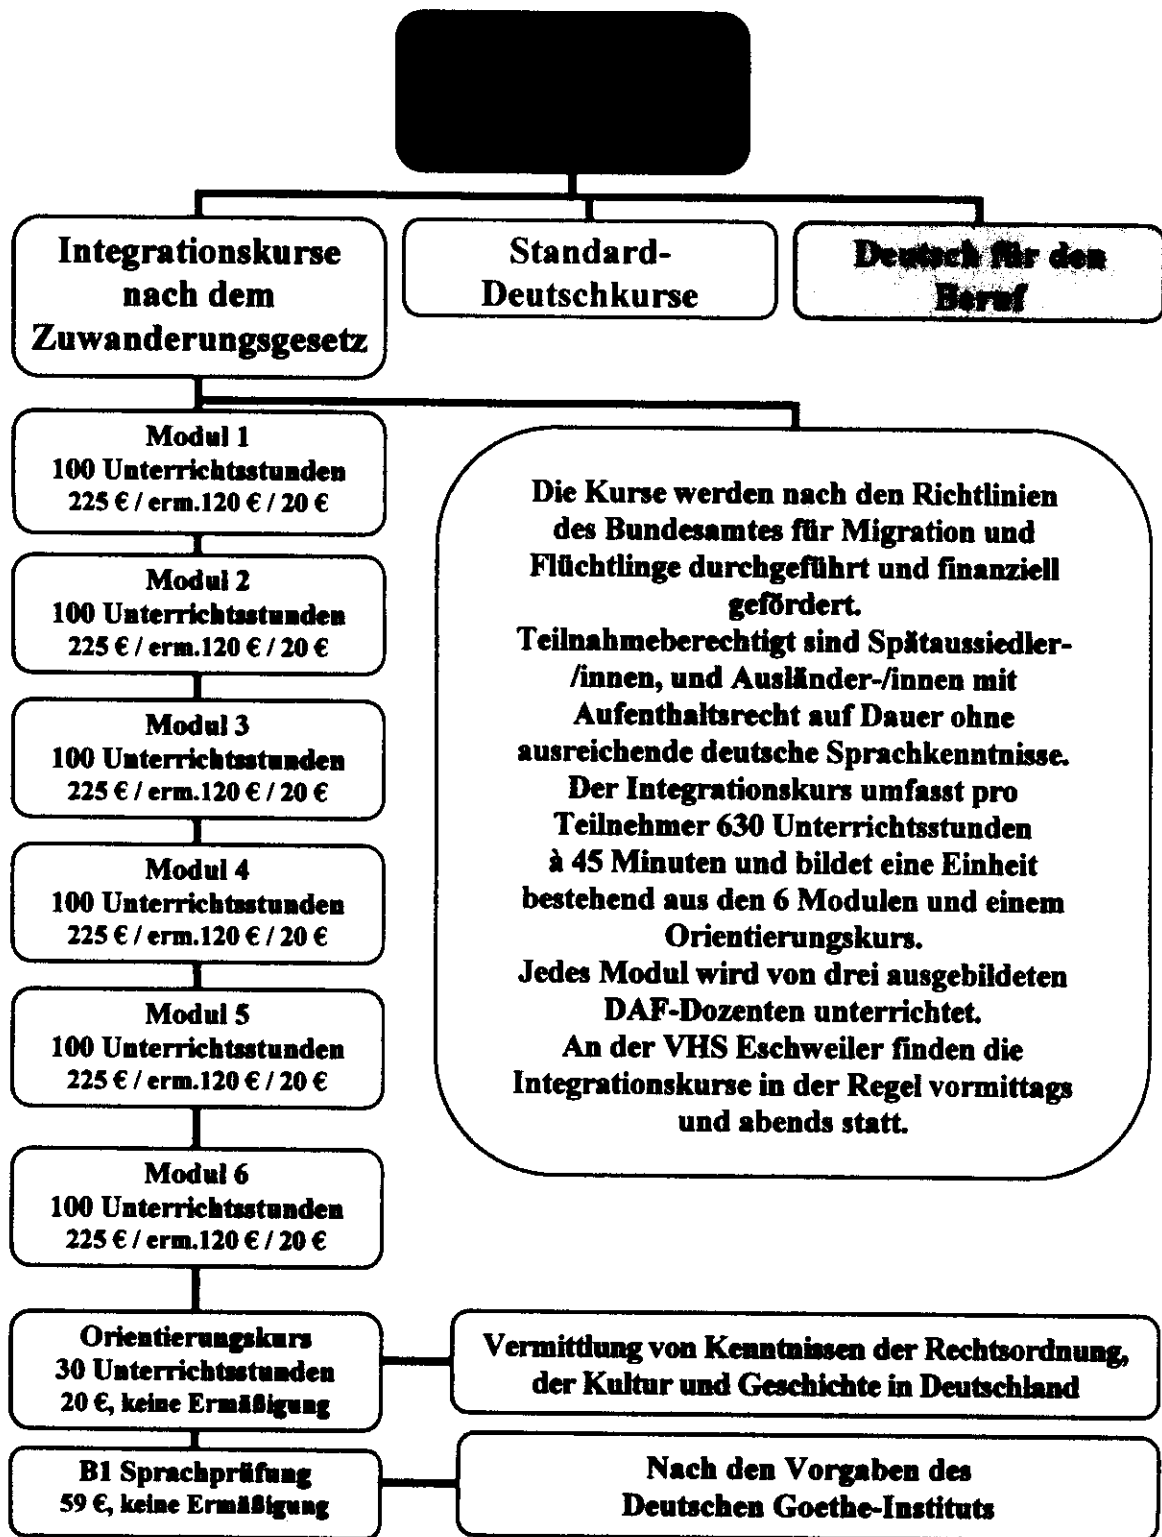 Integrationskurse
nach dem
Zuwanderungsgesetz
Standard-
Deutschkurse
Deutsch für den
Beruf
Modul 1
100 Unterrichtsstunden
225 € / erm.120 € / 20 €
Modul 2
100 Unterrichtsstunden
225 € / erm.120 € / 20 €
Modul 3
100 Unterrichtsstunden
225 € / erm.120 € / 20 €
Modul 4
100 Unterrichtsstunden
225 € / erm.120 € / 20 €
Modul 5
100 Unterrichtsstunden
225 € / erm.120 € / 20 €
Modul 6
100 Unterrichtsstunden
225 € / erm.120 € / 20 €
Die Kurse werden nach den Richtlinien
des Bundesamtes für Migration und
Flüchtlinge durchgeführt und finanziell
gefördert.
Teilnahmeberechtigt sind Spätaussiedler-
/innen, und Ausländer-/innen mit
Aufenthaltsrecht auf Dauer ohne
ausreichende deutsche Sprachkenntnisse.
Der Integrationskurs umfasst pro
Teilnehmer 630 Unterrichtsstunden
à 45 Minuten und bildet eine Einheit
bestehend aus den 6 Modulen und einem
Orientierungskurs.
Jedes Modul wird von drei ausgebildeten
DAF-Dozenten unterrichtet.
An der VHS Eschweiler finden die
Integrationskurse in der Regel vormittags
und abends statt.
Orientierungskurs
30 Unterrichtsstunden
20 €, keine Ermäßigung
Vermittlung von Kenntnissen der Rechtsordnung,
der Kultur und Geschichte in Deutschland
B1 Sprachprüfung
59 €, keine Ermäßigung
Nach den Vorgaben des
Deutschen Goethe-Instituts